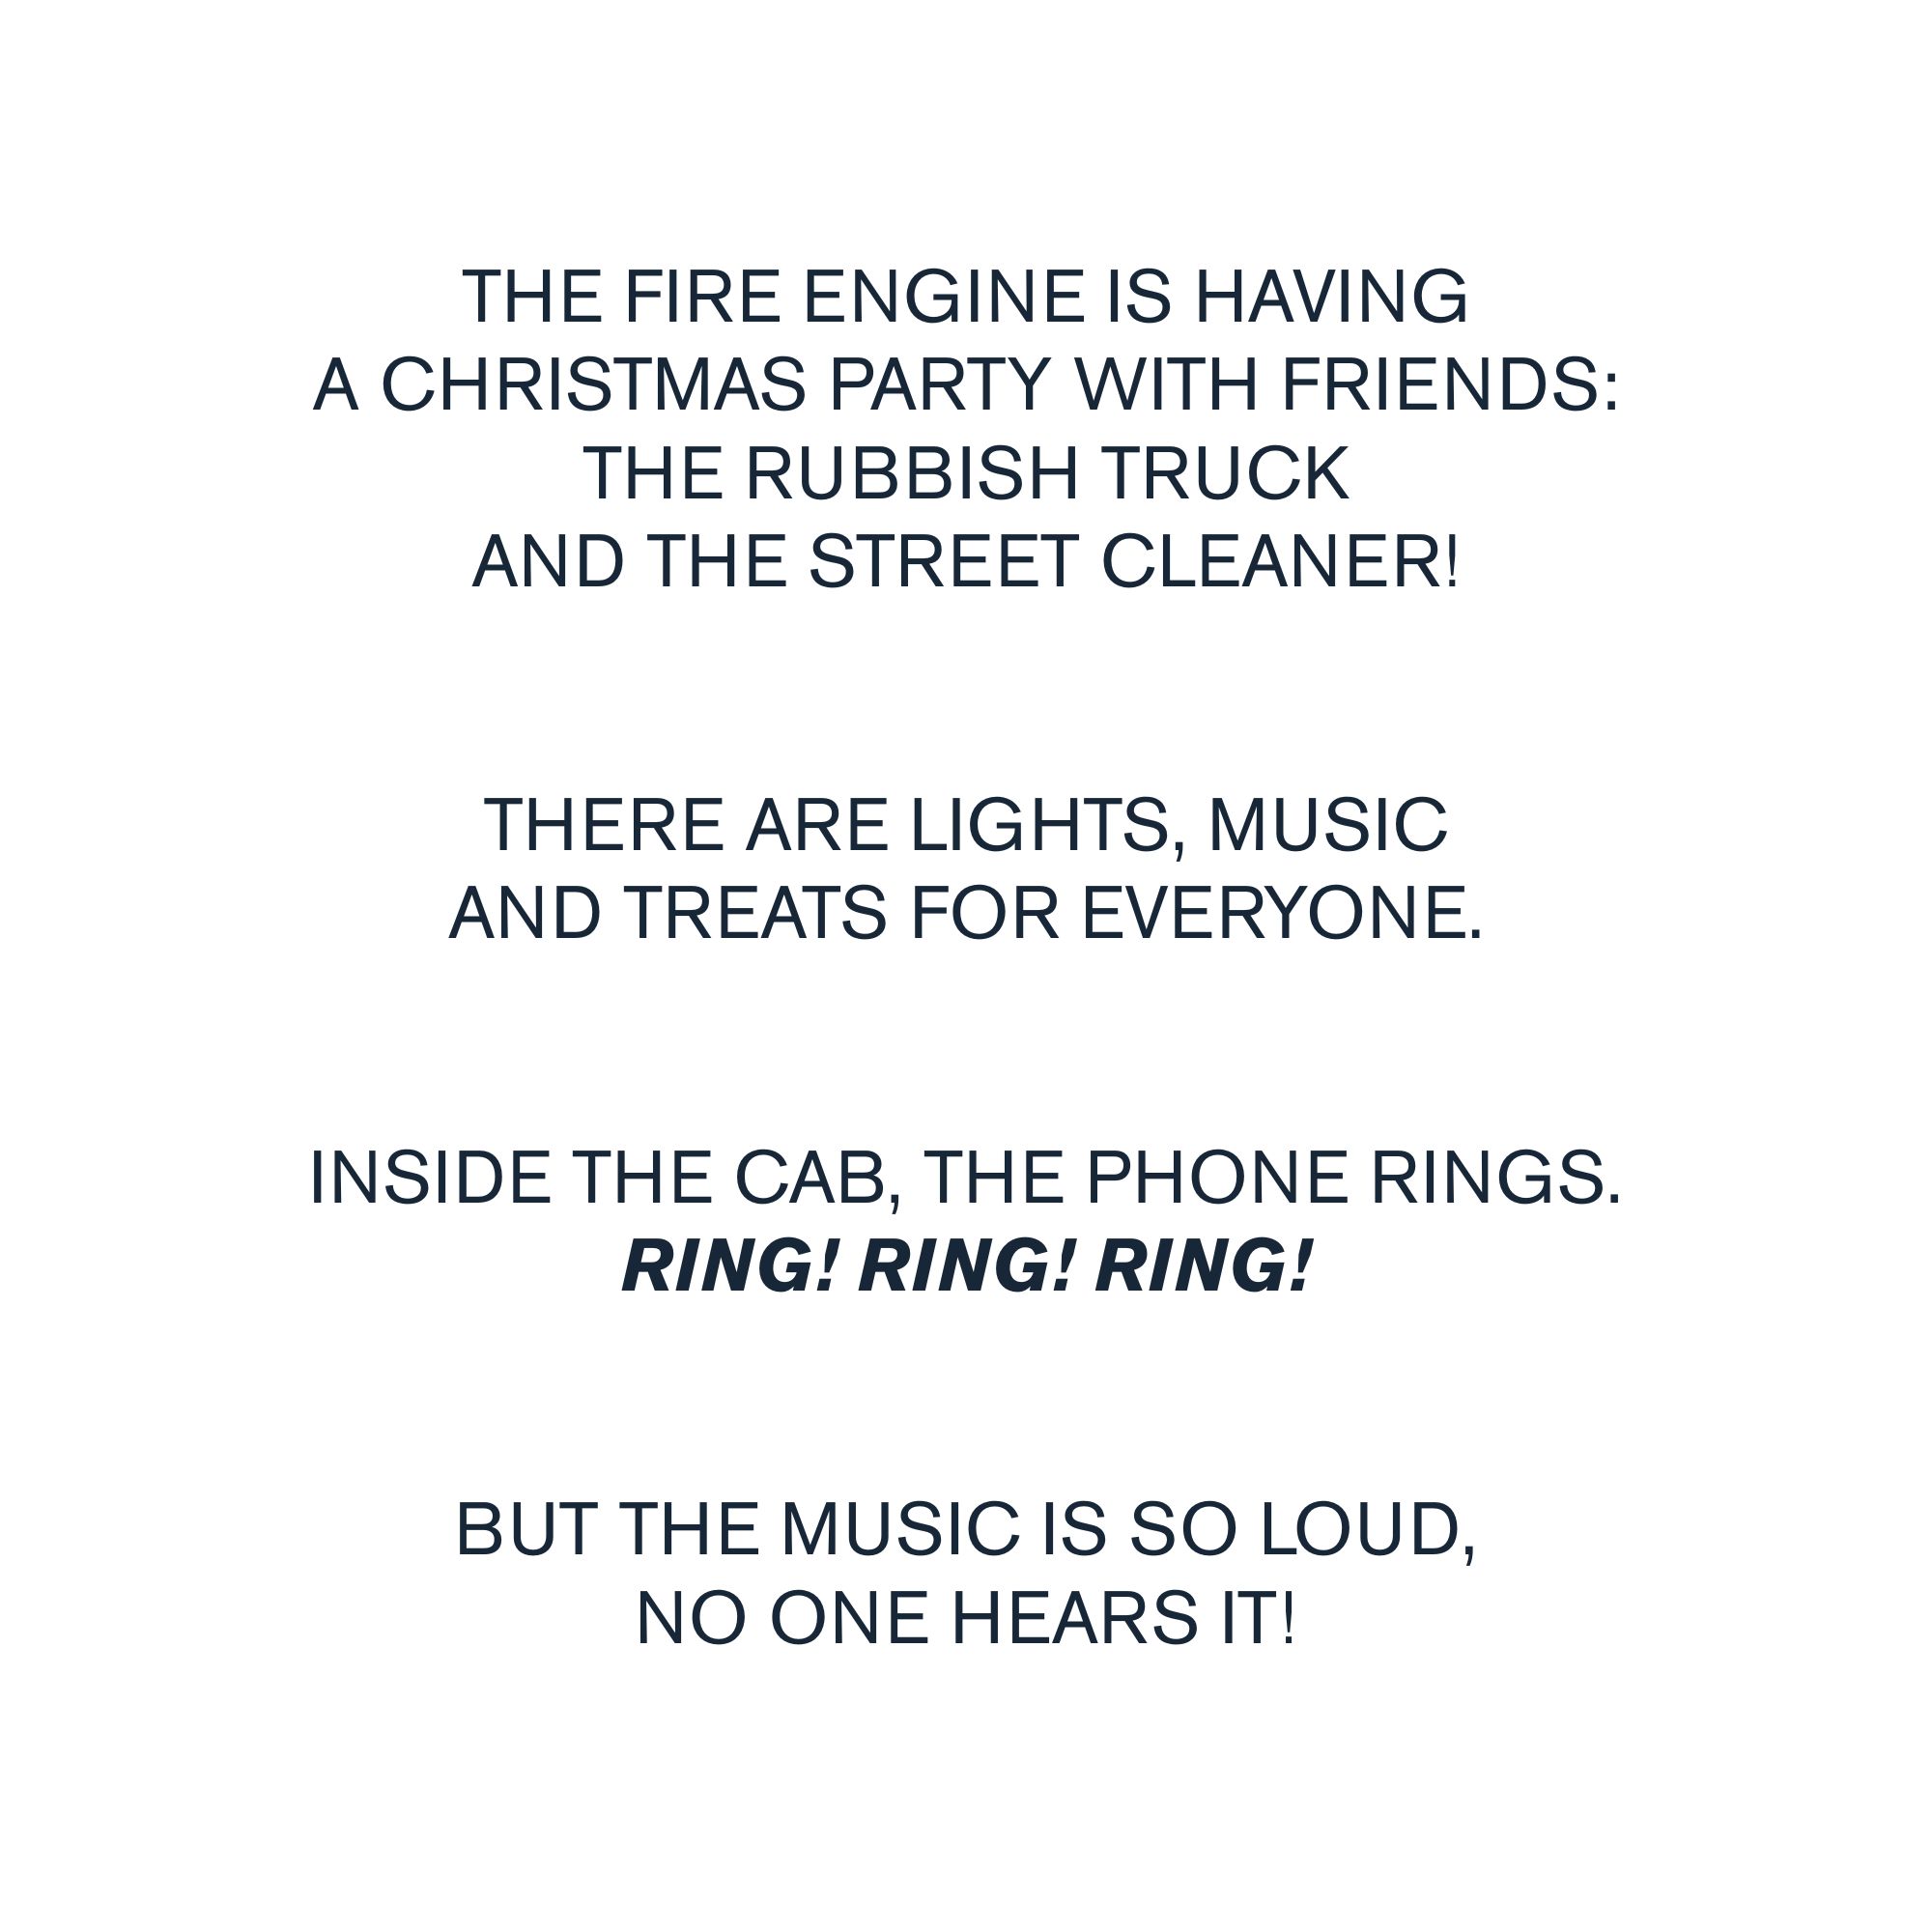 THE FIRE ENGINE IS HAVING
A CHRISTMAS PARTY WITH FRIENDS:
THE RUBBISH TRUCK
AND THE STREET CLEANER!
THERE ARE LIGHTS, MUSIC
AND TREATS FOR EVERYONE.
INSIDE THE CAB, THE PHONE RINGS.
RING! RING! RING!
BUT THE MUSIC IS SO LOUD,
NO ONE HEARS IT!